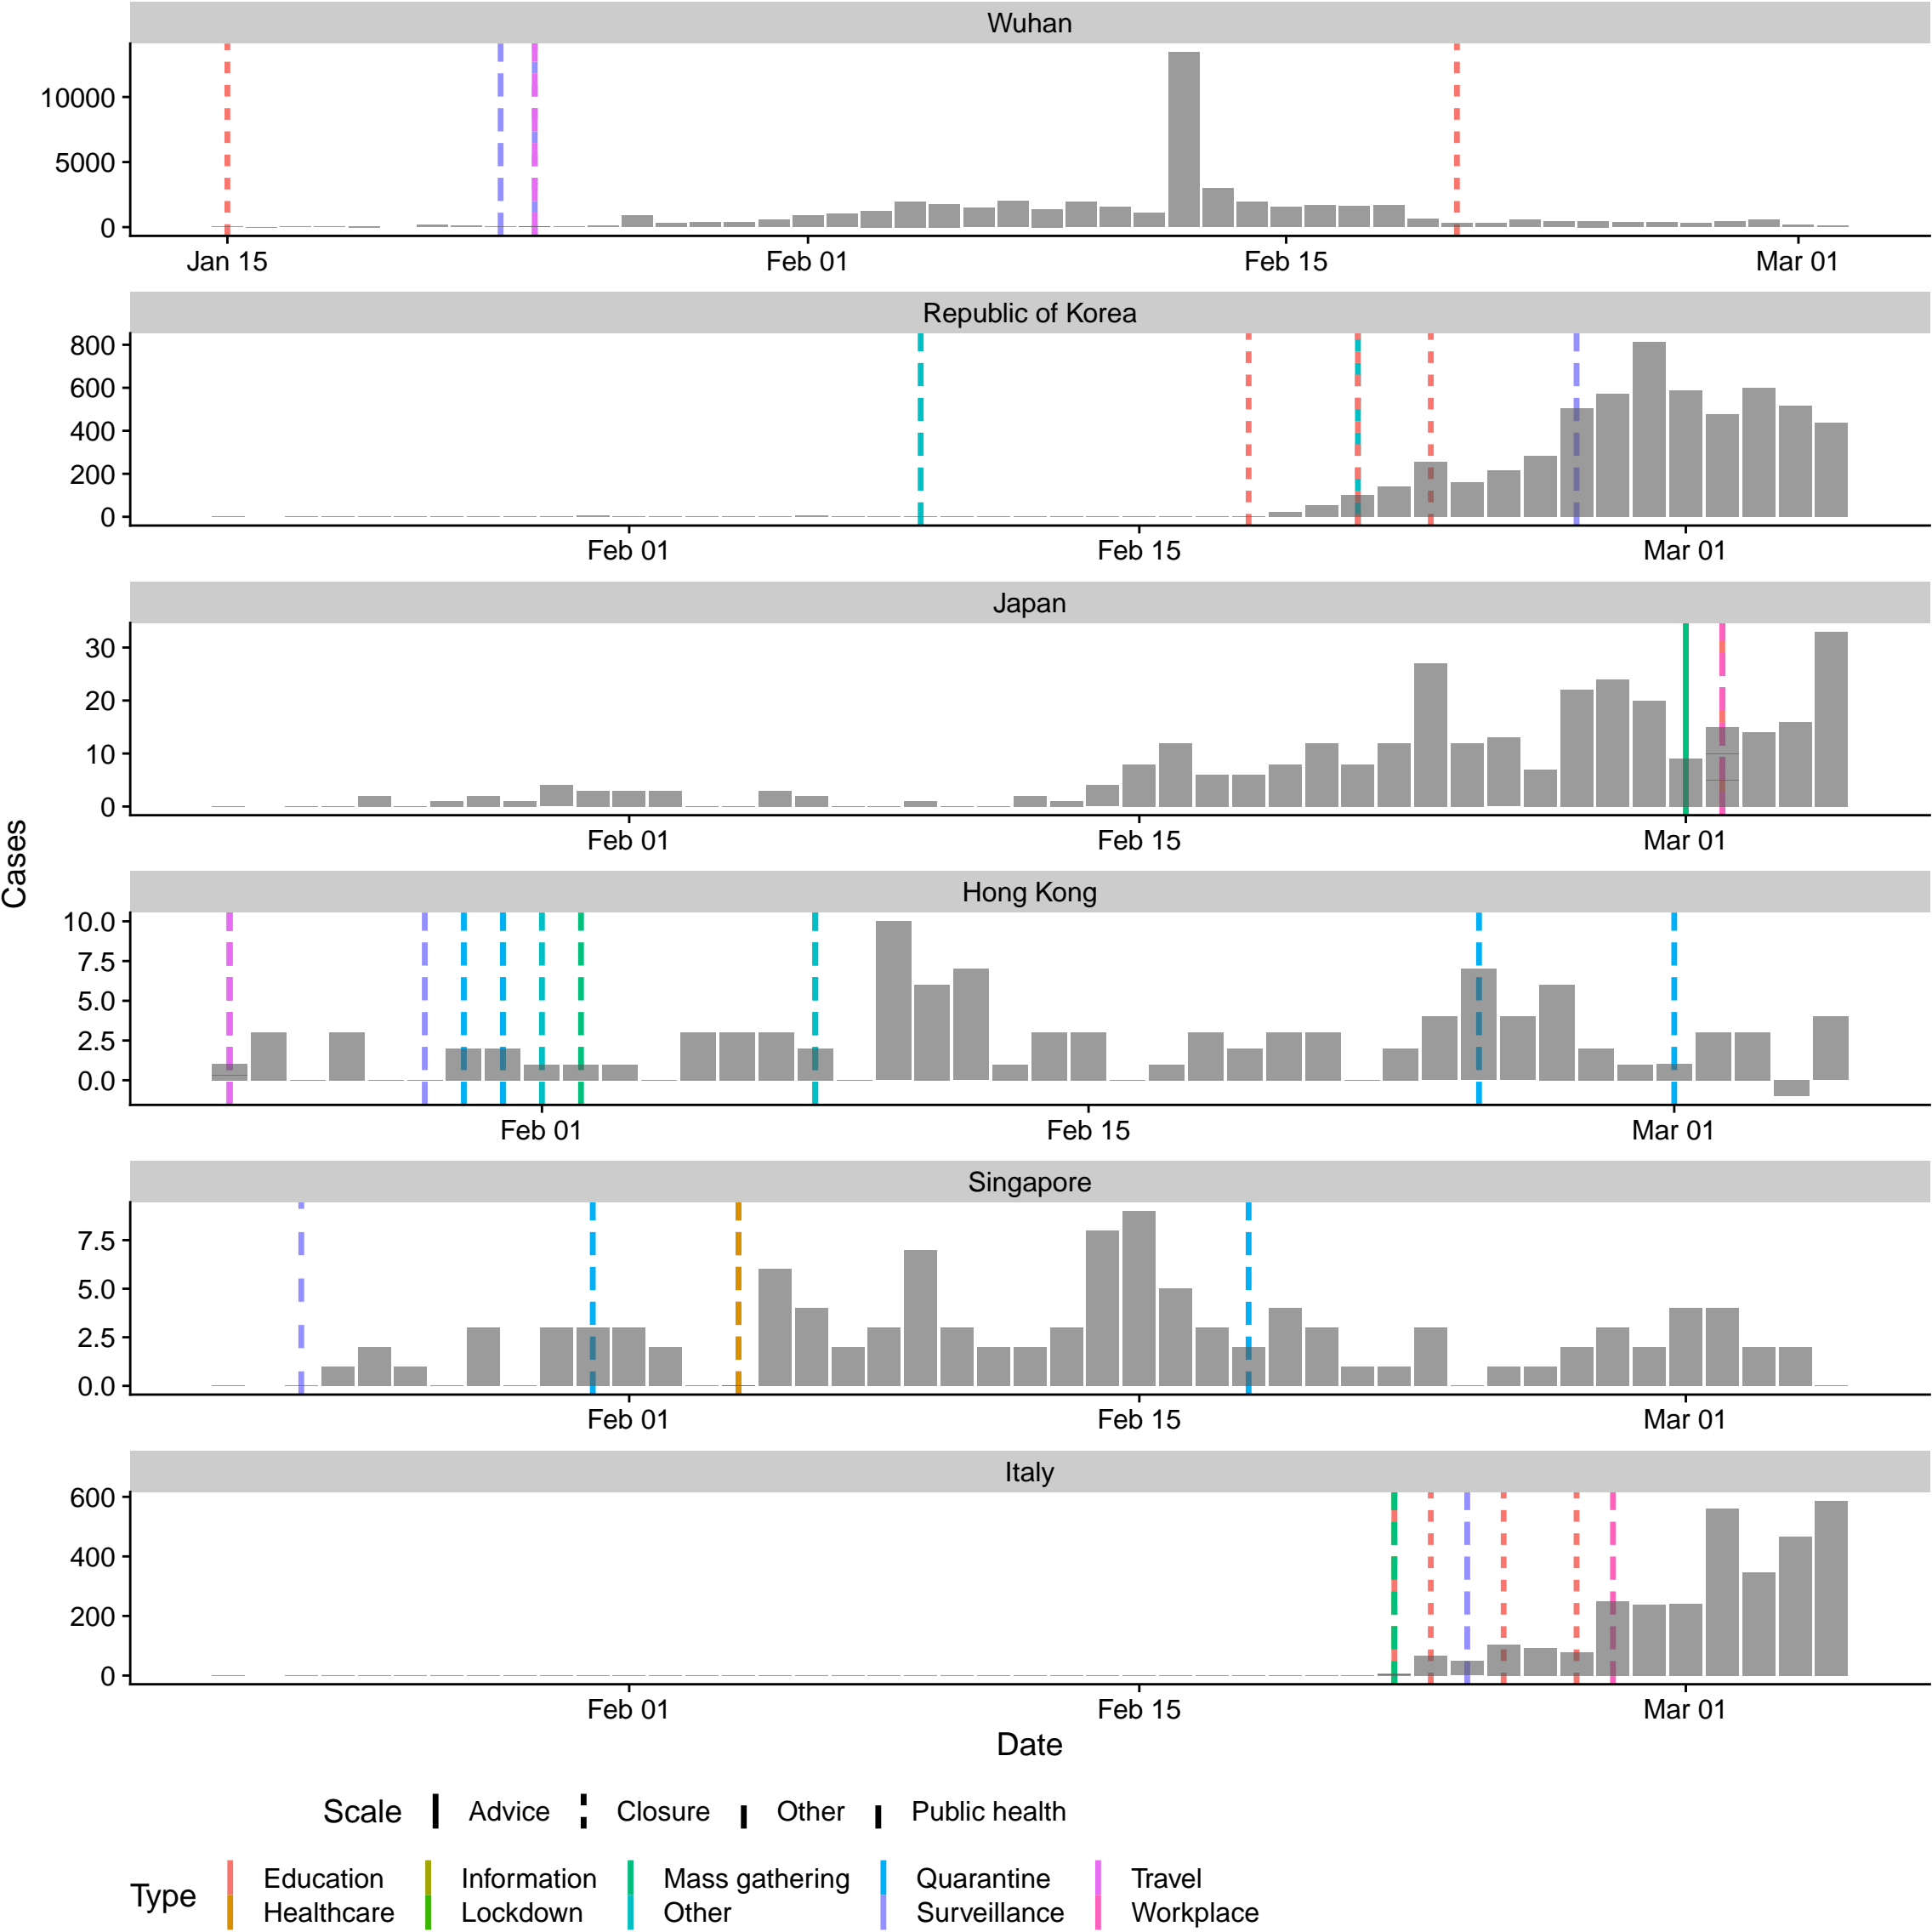 Wuhan
10000
5000
0
Jan 15 Feb 01 Feb 15 Mar 01
Republic of Korea
800
600
400
200
0
Feb 01 Feb 15 Mar 01
Japan
30
20
10
0
Feb 01 Feb 15 Mar 01
Cases
Hong Kong
10.0
7.5
5.0
2.5
0.0
Feb 01 Feb 15 Mar 01
Singapore
7.5
5.0
2.5
0.0
Feb 01 Feb 15 Mar 01
Italy
600
400
200
0
Feb 01 Feb 15 Mar 01
Date
Scale Advice Closure Other Public health
Type
Education Information Mass gathering Quarantine Travel
Healthcare Lockdown Other Surveillance Workplace